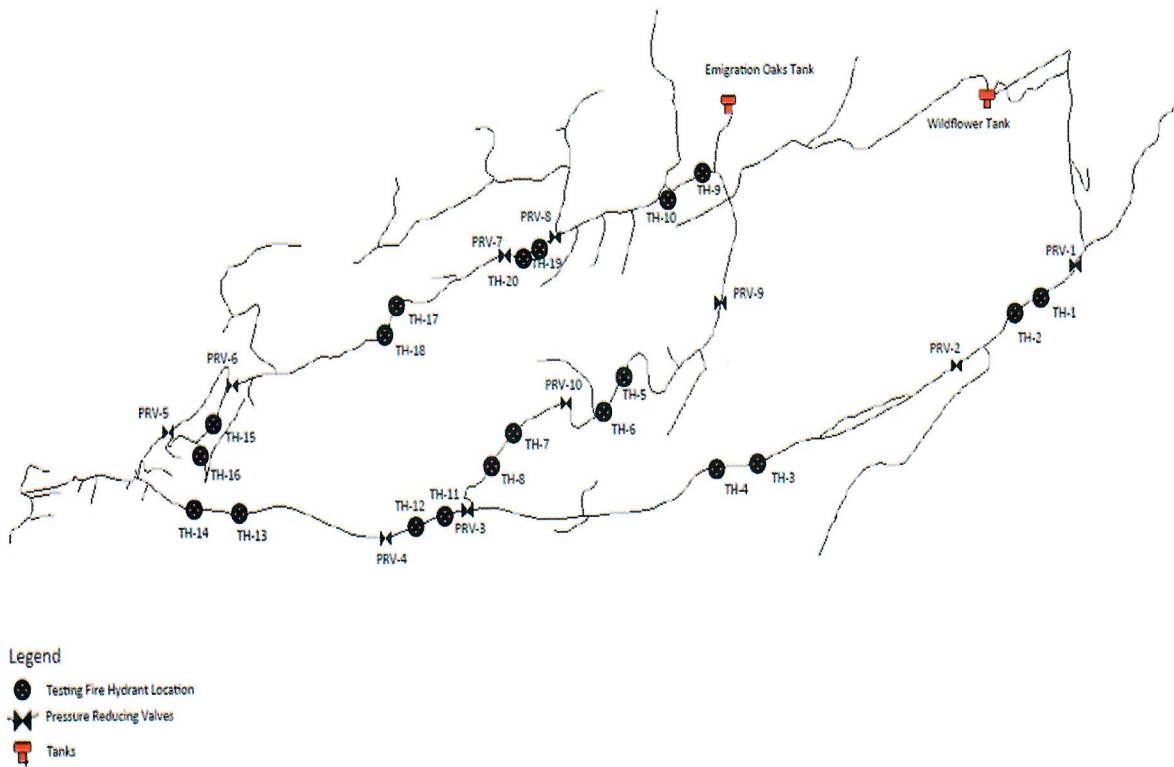 Emigration Oaks Tank
Wildflower Tank
TH-9
TH-10
PRV-8
PRV-7
TH-19
TH-20
PRV-1
TH-1
TH-2
PRV-9
TH-17
TH-18
PRV-2
PRV-6
PRV-10
TH-5
TH-6
PRV-5
TH-15
TH-7
TH-16
TH-8
TH-3
TH-4
TH-11
TH-12
PRV-3
TH-14
TH-13
PRV-4
Legend
Testing Fire Hydrant Location
Pressure Reducing Valves
Tanks